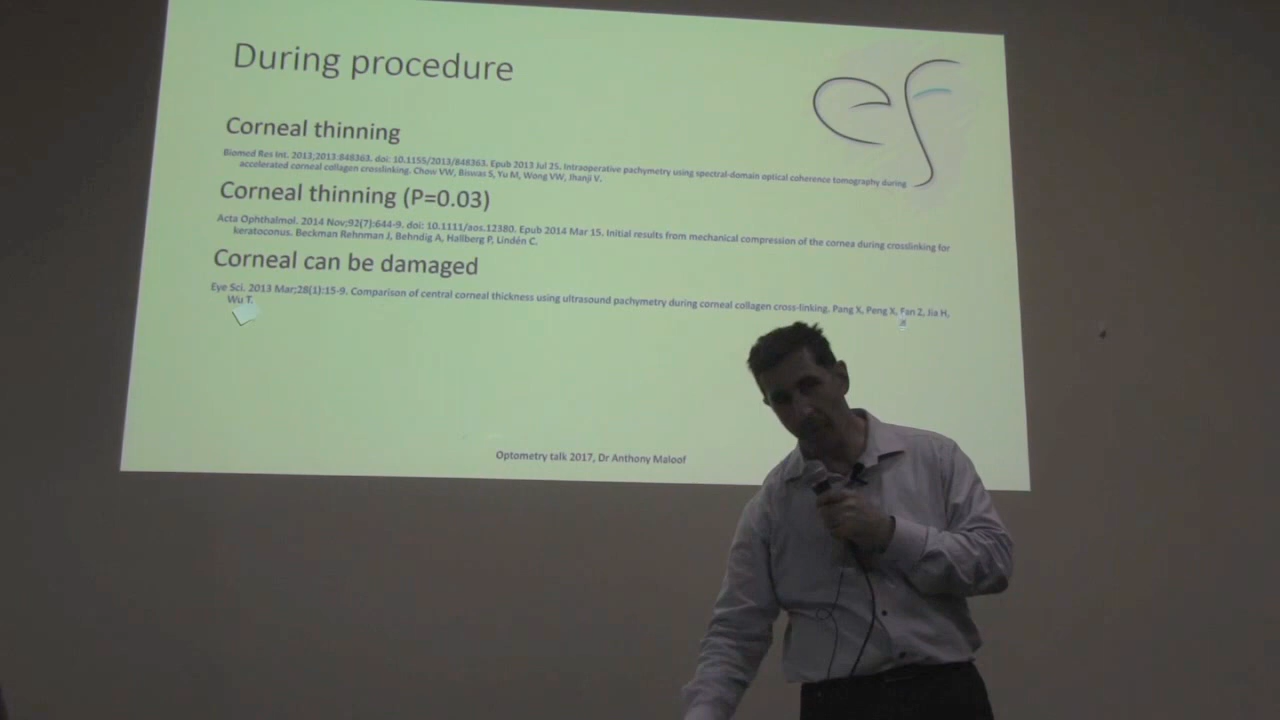 During procedure
ef
Corneal thinning
Biomed Res Int. 2013;2013:848363. doi: 10.1155/2013/848363. Epub 2013 Jul 25. Intraoperative pachymetry using spectral-domain optical coherence tomography during
accelerated corneal collagen crosslinking. Chow VW, Biswas S, Yu M, Wong VW, Jhanji V.
Corneal thinning (P=0.03)
Acta Ophthalmol. 2014 Nov;92(7):644-9. doi: 10.1111/aos.12380. Epub 2014 Mar 15. Initial results from mechanical compression of the cornea during crosslinking for
keratoconus. Beckman Rehnman J, Behndig A, Hallberg P, Lindén C.
Corneal can be damaged
Eye Sci. 2013 Mar;28(1):15-9. Comparison of central corneal thickness using ultrasound pachymetry during corneal collagen cross-linking. Pang X, Peng X, Fan Z, Jia H,
Wu T.
Optometry talk 2017, Dr Anthony Maloof